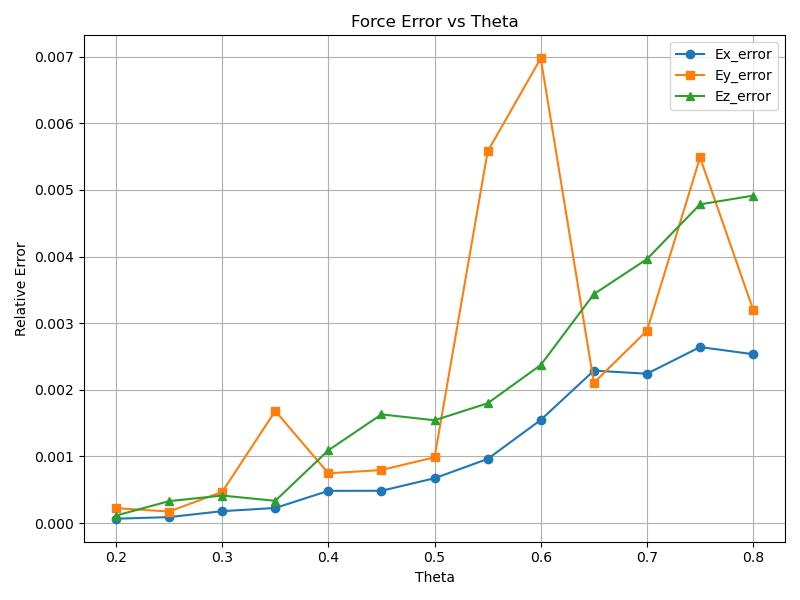 Force Error vs Theta
Ex_error
Ey_error
Ez_error
0.007
0.006
0.005
0.004
0.003
0.002
0.001
0.000
Relative Error
0.2 0.3 0.4 0.5 0.6 0.7 0.8
Theta